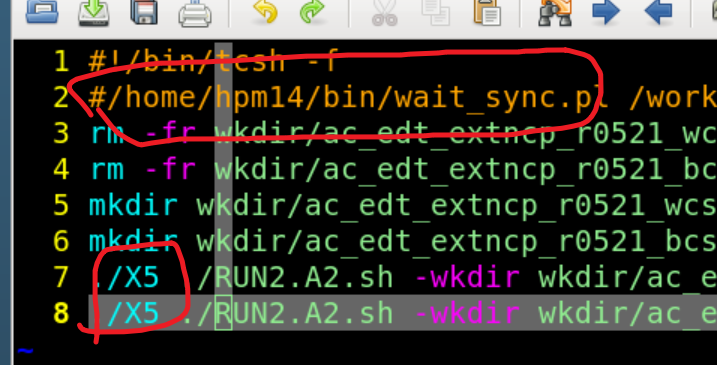 1 #!/bin/tcsh -f
2 #/home/hpm14/bin/wait_sync.pl /work
3 rm -fr wkdir/ac_edt_extncp_r0521_wc
4 rm -fr wkdir/ac_edt_extncp_r0521_bc
5 mkdir wkdir/ac_edt_extncp_r0521_wcs
6 mkdir wkdir/ac_edt_extncp_r0521_bcs
7 ./X5 ./RUN2.A2.sh -wkdir wkdir/ac_e
8 ./X5 ./RUN2.A2.sh -wkdir wkdir/ac_e
~